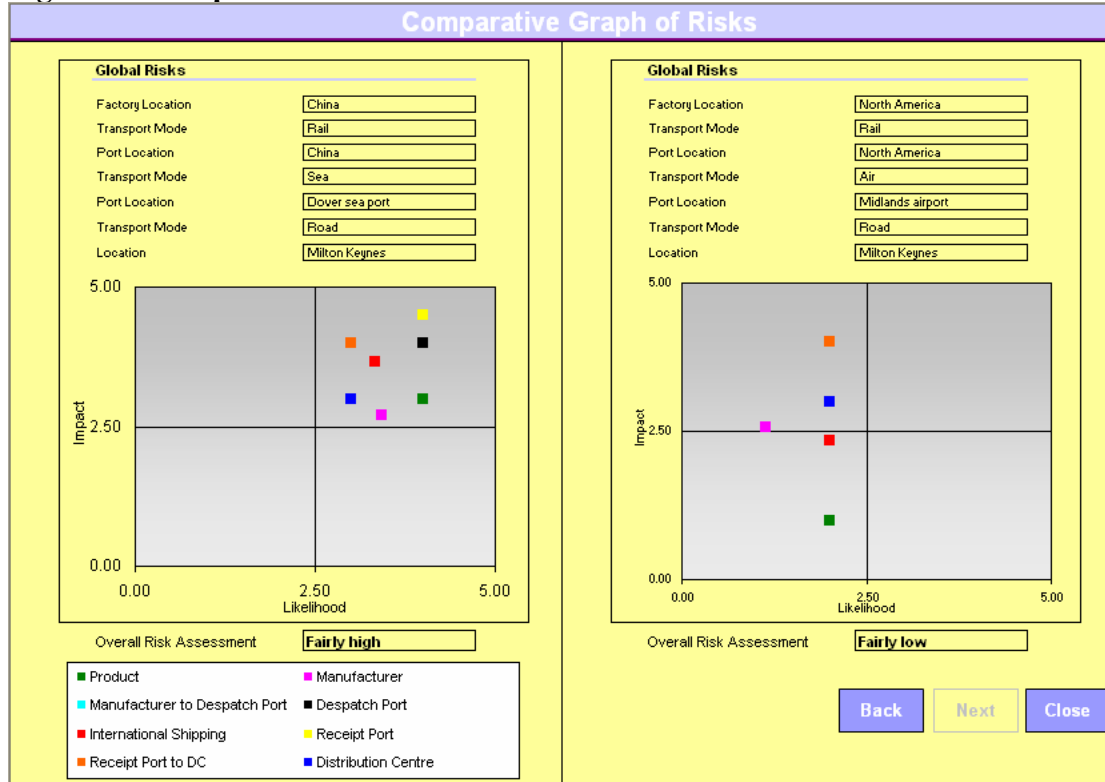 Comparative Graph of Risks
Global Risks
Factory Location China
Transport Mode Rail
Port Location China
Transport Mode Sea
Port Location Dover sea port
Transport Mode Road
Location Milton Keynes
5.00
Impact
2.50
0.00
0.00 2.50 5.00
Likelihood
Overall Risk Assessment Fairly high
Product Manufacturer
Manufacturer to Despatch Port Despatch Port
International Shipping Receipt Port
Receipt Port to DC Distribution Centre
Global Risks
Factory Location North America
Transport Mode Rail
Port Location North America
Transport Mode Air
Port Location Midlands airport
Transport Mode Road
Location Milton Keynes
5.00
Impact
2.50
0.00
0.00 2.50 5.00
Likelihood
Overall Risk Assessment Fairly low
Back Next Close